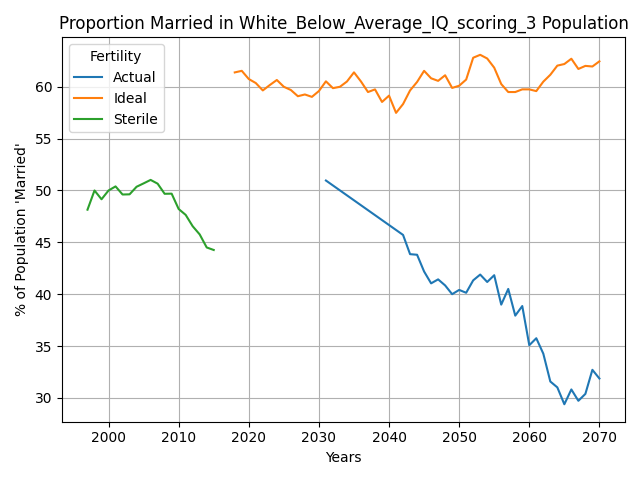 Proportion Married in White_Below_Average_IQ_scoring_3 Population
Fertility
Actual
Ideal
Sterile
% of Population 'Married'
60
55
50
45
40
35
30
2000
2010
2020
2030
2040
2050
2060
2070
Years